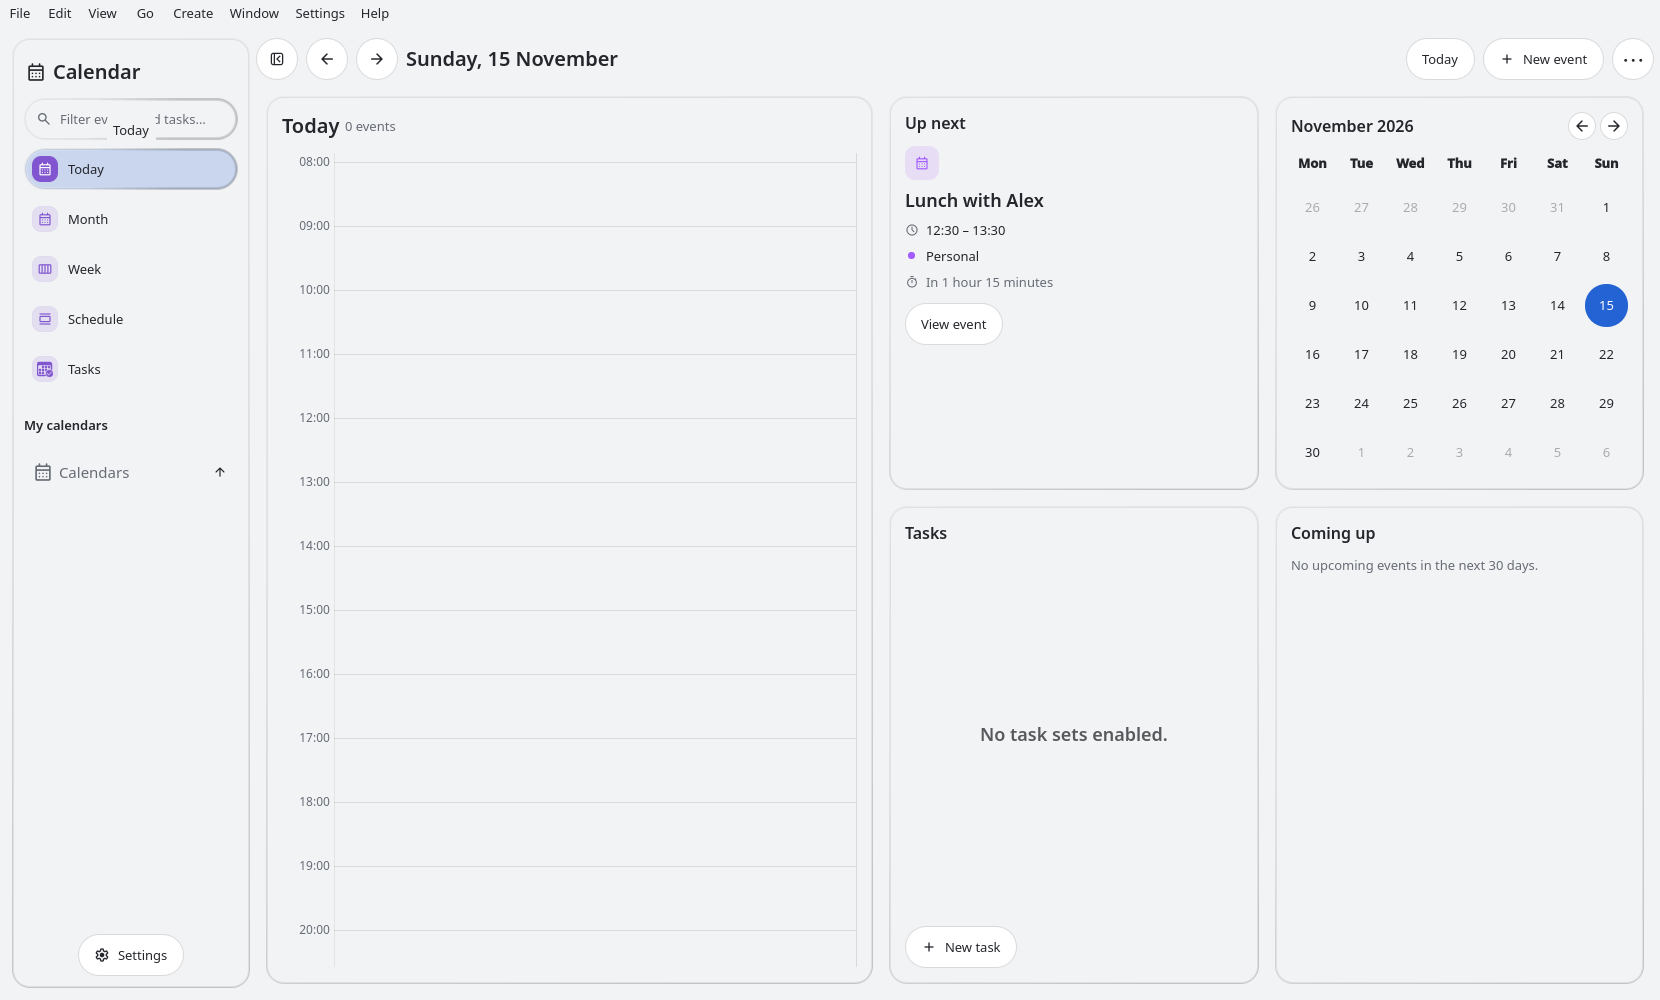 File Edit View Go Create Window Settings Help
Calendar
Filter ev d tasks...
Today
Today
Month
Week
Schedule
Tasks
My calendars
Calendars
Settings
Sunday, 15 November
Today
New event
Today 0 events
08:00
09:00
10:00
11:00
12:00
13:00
14:00
15:00
16:00
17:00
18:00
19:00
20:00
Up next
Lunch with Alex
12:30 – 13:30
Personal
In 1 hour 15 minutes
View event
November 2026
Mon Tue Wed Thu Fri Sat Sun
26 27 28 29 30 31 1
2 3 4 5 6 7 8
9 10 11 12 13 14 15
16 17 18 19 20 21 22
23 24 25 26 27 28 29
30 1 2 3 4 5 6
Tasks
No task sets enabled.
New task
Coming up
No upcoming events in the next 30 days.